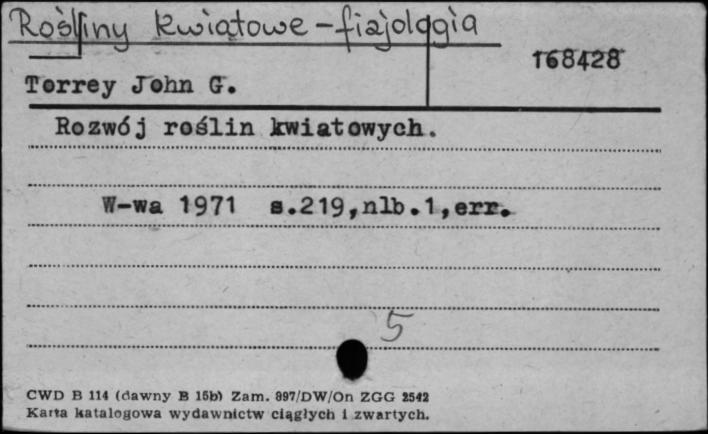 Rośliny kwiatowe - fizjologia
168428
Torrey John G.
Rozwój roślin kwiatowych.
W-wa 1971 s.219,nlb.1,err.
5
CWD B 114 (dawny B 15b) Zam. 897/DW/On ZGG 2542
Karta katalogowa wydawnictw ciągłych i zwartych.